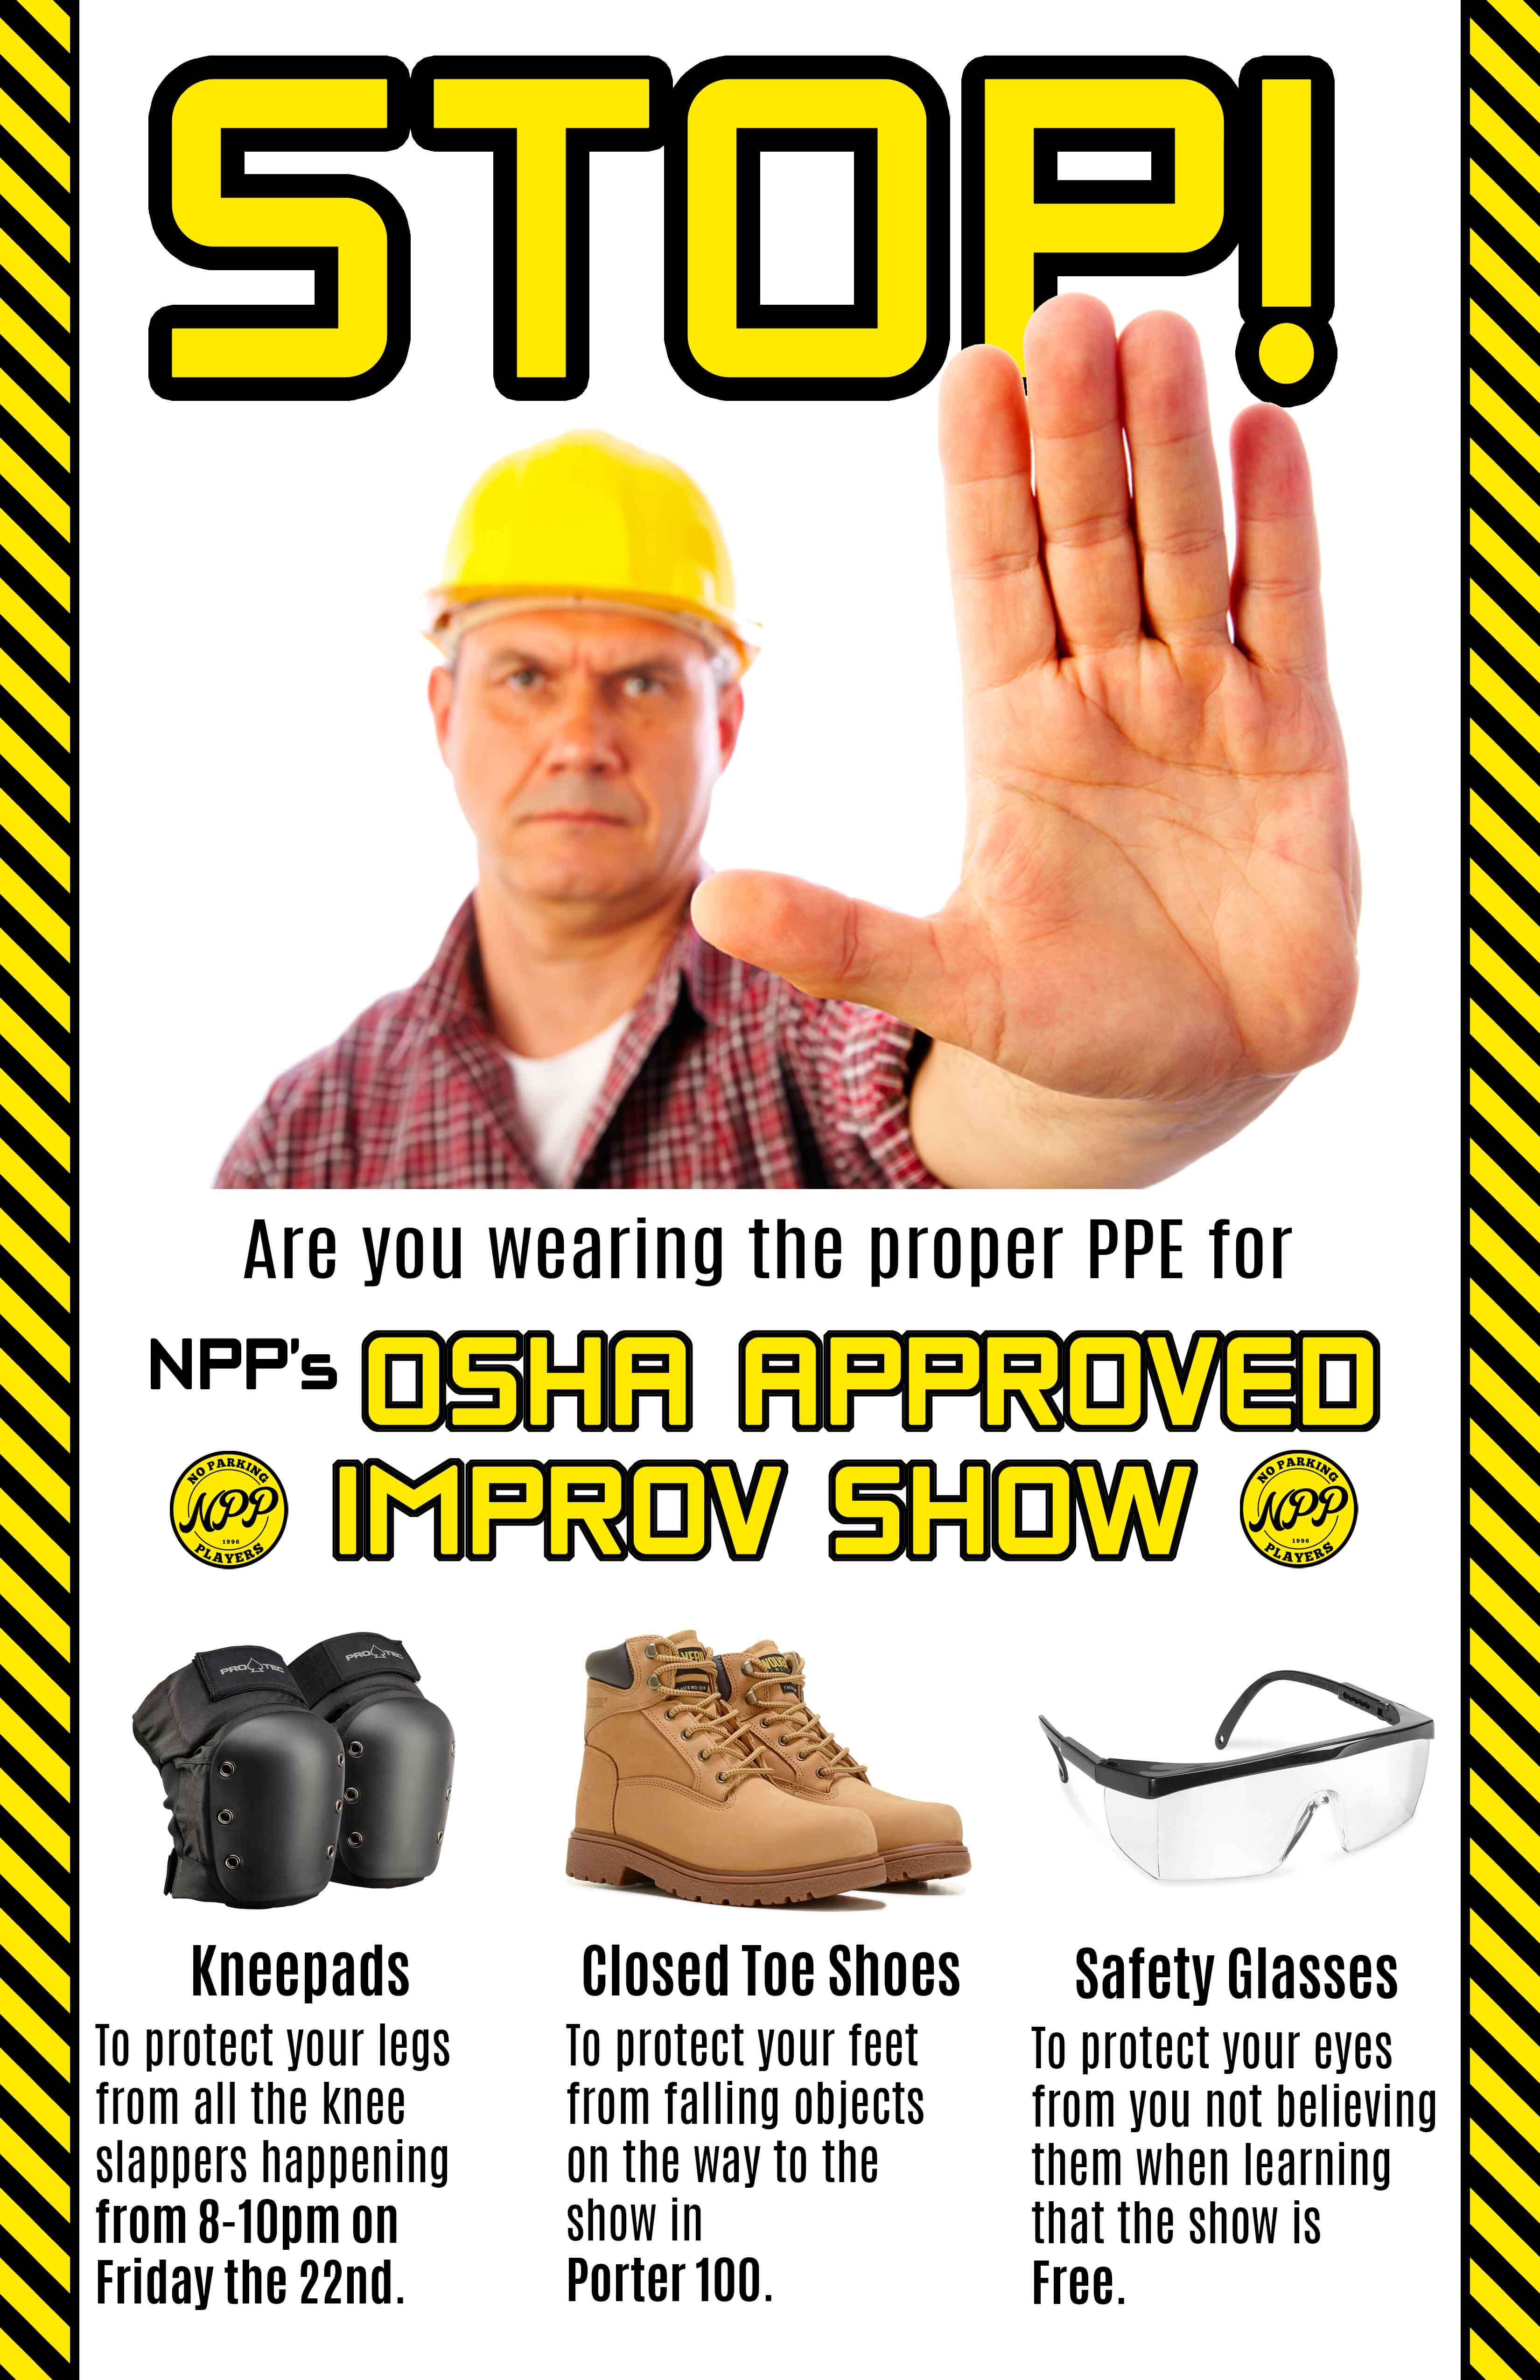 STOP!
Are you wearing the proper PPE for
NPP's OSHA APPROVED
IMPROV SHOW
NO PARKING
NPP
1996
PLAYERS
NO PARKING
NPP
1996
PLAYERS
PRO TEC
PRO TEC
Kneepads
To protect your legs
from all the knee
slappers happening
from 8-10pm on
Friday the 22nd.
Closed Toe Shoes
To protect your feet
from falling objects
on the way to the
show in
Porter 100.
Safety Glasses
To protect your eyes
from you not believing
them when learning
that the show is
Free.